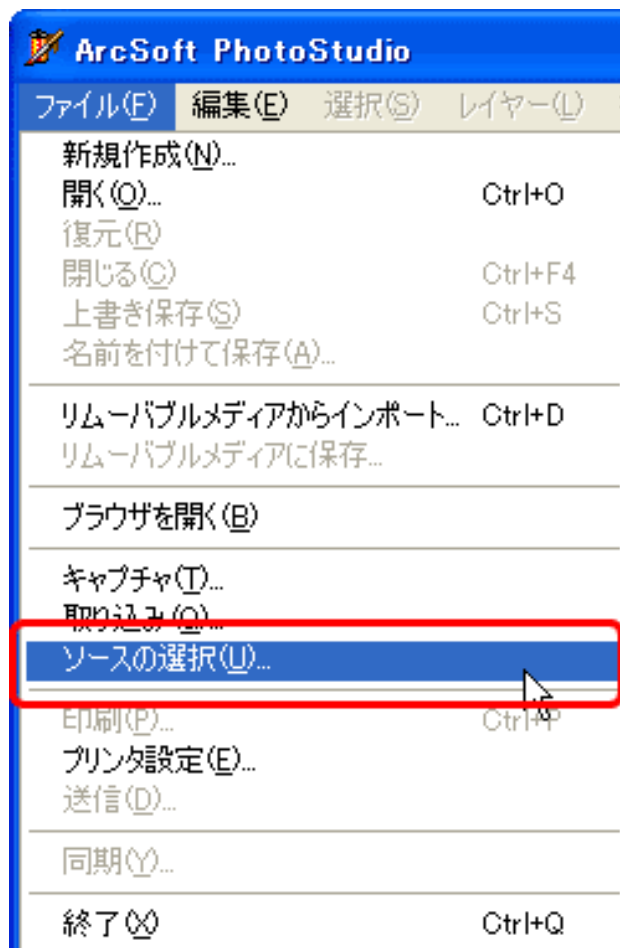 ArcSoft PhotoStudio
ファイル(F) 編集(E) 選択(S) レイヤー(L)
新規作成(N)...
開く(O)... Ctrl+O
復元(R)
閉じる(C) Ctrl+F4
上書き保存(S) Ctrl+S
名前を付けて保存(A)...
リムーバブルメディアからインポート... Ctrl+D
リムーバブルメディアに保存...
ブラウザを開く(B)
キャプチャ(T)...
取り込み(Q)...
ソースの選択(U)...
印刷(P)... Ctrl+P
プリンタ設定(E)...
送信(D)...
同期(Y)...
終了(X) Ctrl+Q